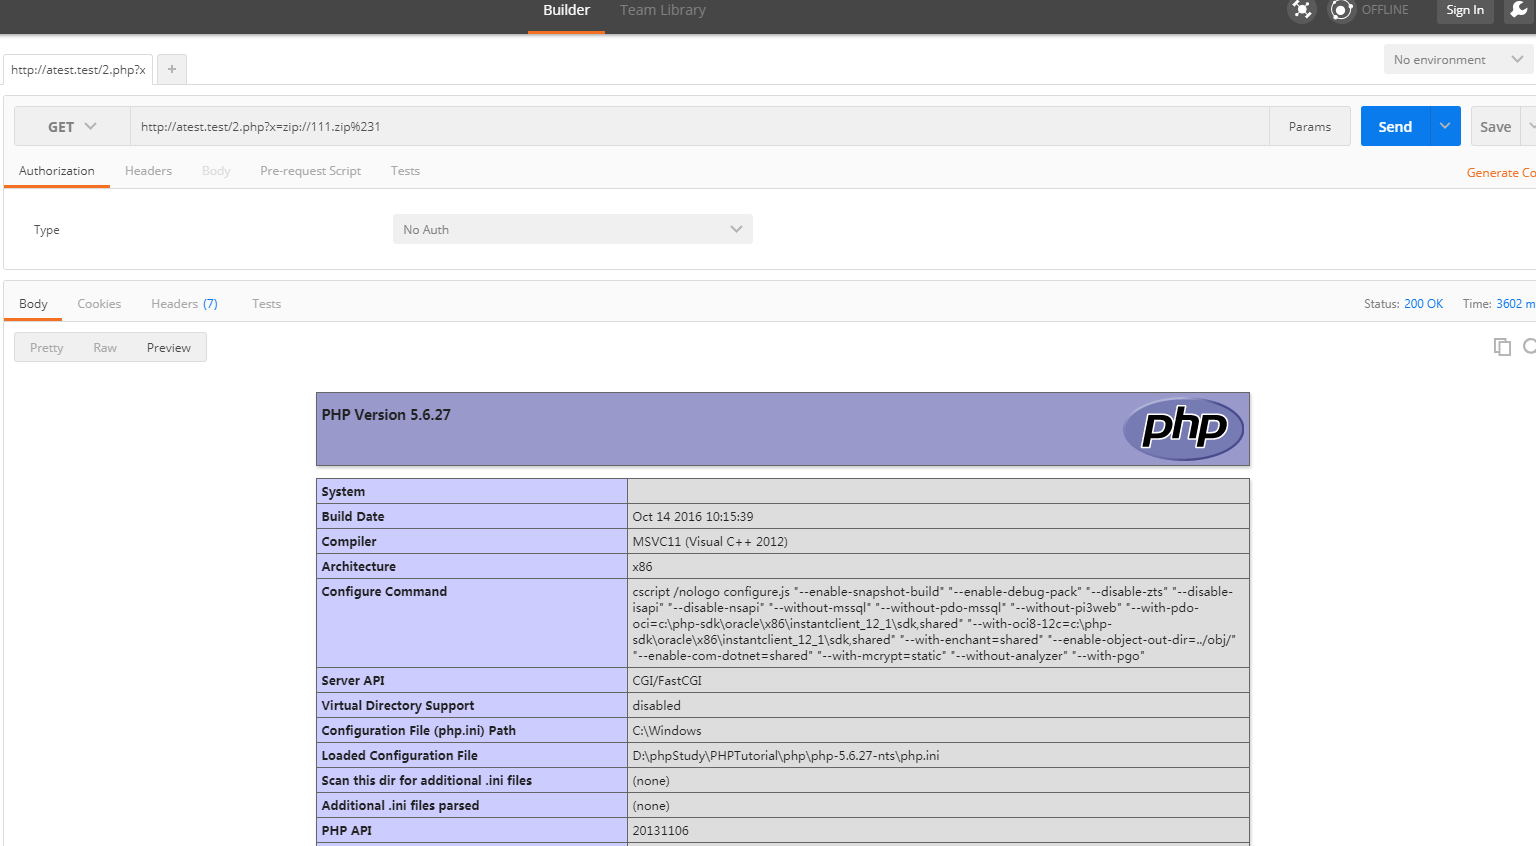 Builder Team Library OFFLINE Sign In
http://atest.test/2.php?x + No environment
GET http://atest.test/2.php?x=zip://111.zip%231 Params Send Save
Authorization Headers Body Pre-request Script Tests Generate Co
Type No Auth
Body Cookies Headers (7) Tests Status: 200 OK Time: 3602 m
Pretty Raw Preview
PHP Version 5.6.27 php
System
Build Date Oct 14 2016 10:15:39
Compiler MSVC11 (Visual C++ 2012)
Architecture x86
Configure Command cscript /nologo configure.js "--enable-snapshot-build" "--enable-debug-pack" "--disable-zts" "--disable-
isapi" "--disable-nsapi" "--without-mssql" "--without-pdo-mssql" "--without-pi3web" "--with-pdo-
oci=c:\php-sdk\oracle\x86\instantclient_12_1\sdk,shared" "--with-oci8-12c=c:\php-
sdk\oracle\x86\instantclient_12_1\sdk,shared" "--with-enchant=shared" "--enable-object-out-dir=../obj/"
"--enable-com-dotnet=shared" "--with-mcrypt=static" "--without-analyzer" "--with-pgo"
Server API CGI/FastCGI
Virtual Directory Support disabled
Configuration File (php.ini) Path C:\Windows
Loaded Configuration File D:\phpStudy\PHPTutorial\php\php-5.6.27-nts\php.ini
Scan this dir for additional .ini files (none)
Additional .ini files parsed (none)
PHP API 20131106